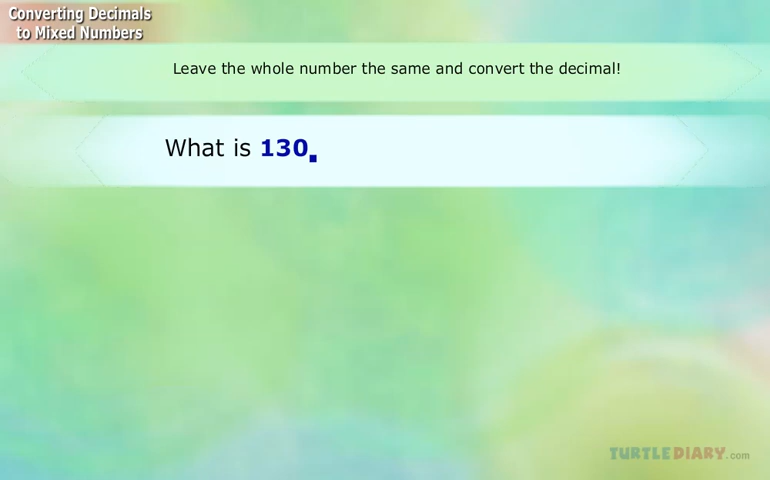 Converting Decimals
to Mixed Numbers
Leave the whole number the same and convert the decimal!
What is 130.
TURTLEDIARY.com